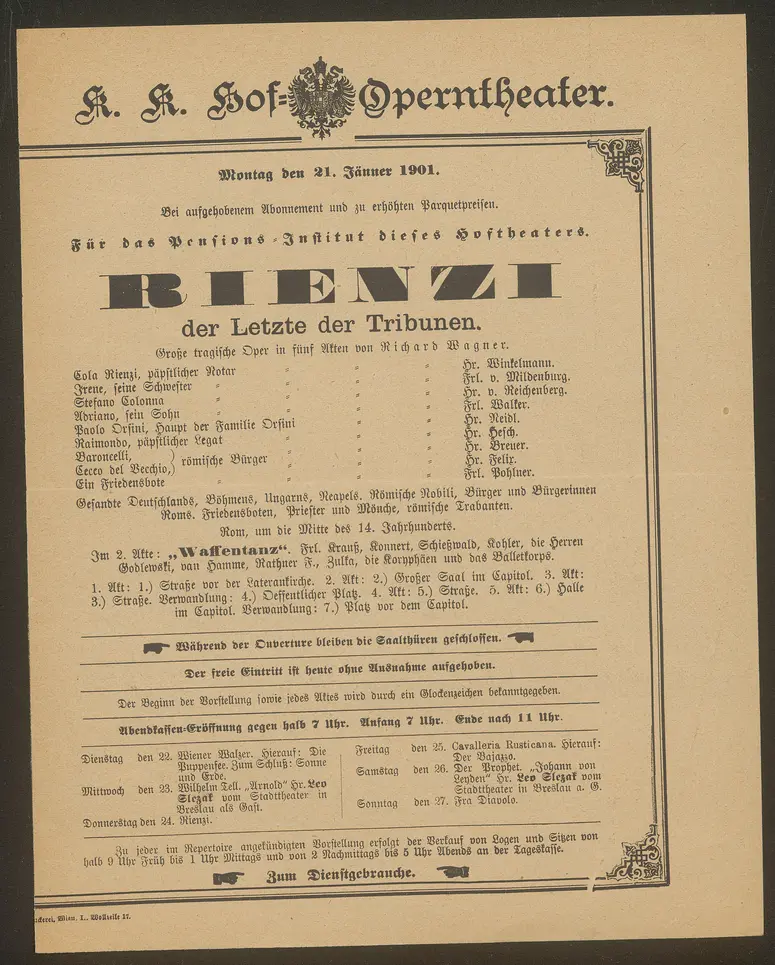 K. K. Hof=Operntheater.
Montag den 21. Jänner 1901.
Bei aufgehobenem Abonnement und zu erhöhten Parquetpreisen.
Für das Pensions=Institut dieses Hoftheaters.
RIENZI
der Letzte der Tribunen.
Große tragische Oper in fünf Akten von Richard Wagner.
Cola Rienzi, päpstlicher Notar " " " Hr. Winkelmann.
Irene, seine Schwester " " " Frl. v. Mildenburg.
Stefano Colonna " " " Hr. v. Reichenberg.
Adriano, sein Sohn " " " Frl. Walker.
Paolo Orsini, Haupt der Familie Orsini " " Hr. Neidl.
Raimondo, päpstlicher Legat " " " Hr. Hesch.
Baroncelli, ) römische Bürger " " Hr. Breuer.
Cecco del Vecchio,) " " Hr. Felix.
Ein Friedensbote " " " Frl. Pohlner.
Gesandte Deutschlands, Böhmens, Ungarns, Neapels. Römische Nobili, Bürger und Bürgerinnen
Roms. Friedensboten, Priester und Mönche, römische Trabanten.
Rom, um die Mitte des 14. Jahrhunderts.
Im 2. Akte: „Waffentanz“. Frl. Krauß, Konnert, Schießwald, Kohler, die Herren
Godlewski, van Hamme, Rathner F., Zulka, die Koryphäen und das Balletkorps.
1. Akt: 1.) Straße vor der Laterankirche. 2. Akt: 2.) Großer Saal im Capitol. 3. Akt:
3.) Straße. Verwandlung: 4.) Oeffentlicher Platz. 4. Akt: 5.) Straße. 5. Akt: 6.) Halle
im Capitol. Verwandlung: 7.) Platz vor dem Capitol.
Während der Ouverture bleiben die Saalthüren geschlossen.
Der freie Eintritt ist heute ohne Ausnahme aufgehoben.
Der Beginn der Vorstellung sowie jedes Aktes wird durch ein Glockenzeichen bekanntgegeben.
Abendkassen=Eröffnung gegen halb 7 Uhr. Anfang 7 Uhr. Ende nach 11 Uhr.
Dienstag den 22. Wiener Walzer. Hierauf: Die
Puppenfee. Zum Schluß: Sonne
und Erde.
Mittwoch den 23. Wilhelm Tell. „Arnold“ Hr. Leo
Slezak vom Stadttheater in
Breslau als Gast.
Donnerstag den 24. Rienzi.
Freitag den 25. Cavalleria Rusticana. Hierauf:
Der Bajazzo.
Samstag den 26. Der Prophet. „Johann von
Leyden“ Hr. Leo Slezak vom
Stadttheater in Breslau a. G.
Sonntag den 27. Fra Diavolo.
Zu jeder im Repertoire angekündigten Vorstellung erfolgt der Verkauf von Logen und Sitzen von
halb 9 Uhr Früh bis 1 Uhr Mittags und von 2 Nachmittags bis 5 Uhr Abends an der Tageskasse.
Zum Dienstgebrauche.
Wien, I., Wollzeile 17.